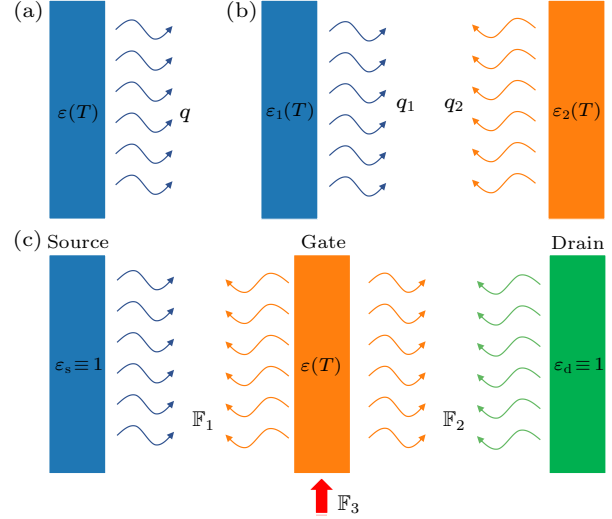 (a)
(b)
ε(T)
q
ε₁(T)
q₁
q₂
ε₂(T)
(c)
Source
Gate
Drain
εₛ ≡ 1
ε(T)
ε_d ≡ 1
𝔽₁
𝔽₂
𝔽₃